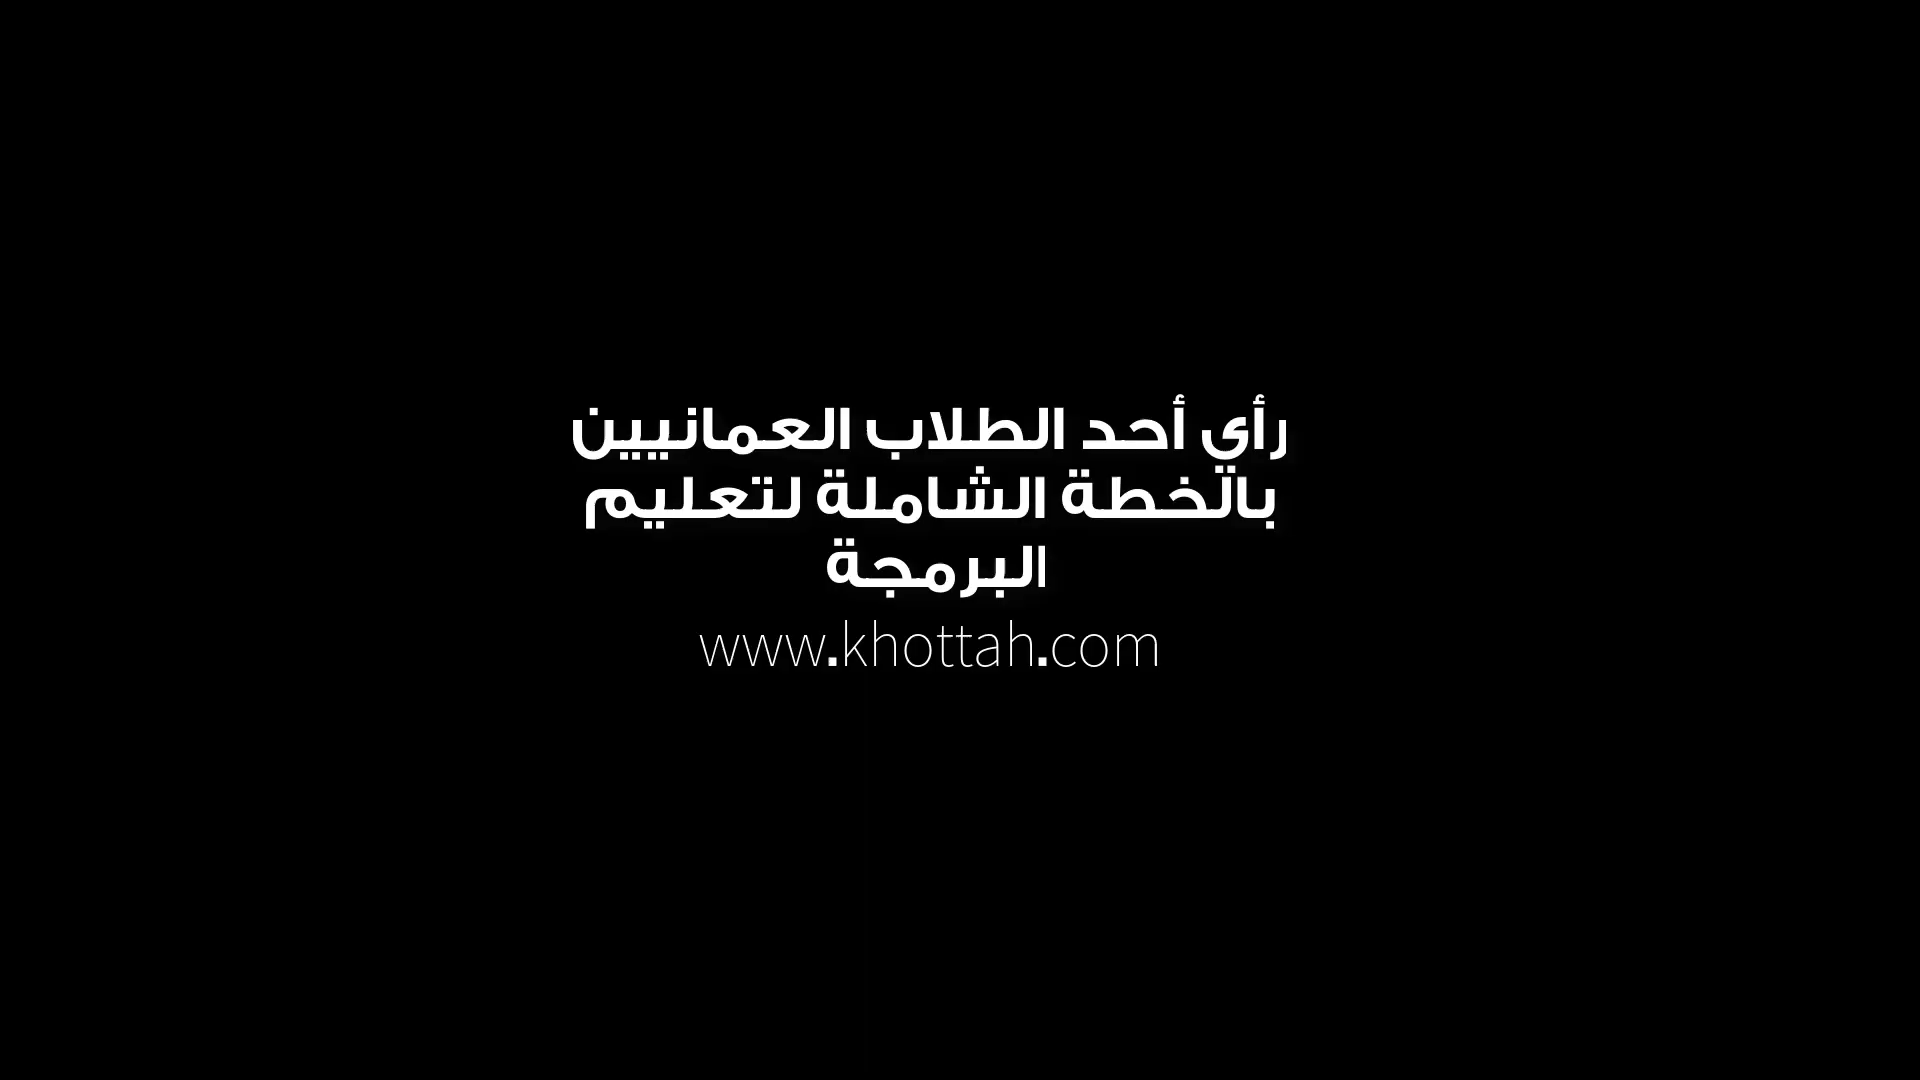 رأي أحد الطلاب العمانيين
بالخطة الشاملة لتعليم
البرمجة
www.khottah.com